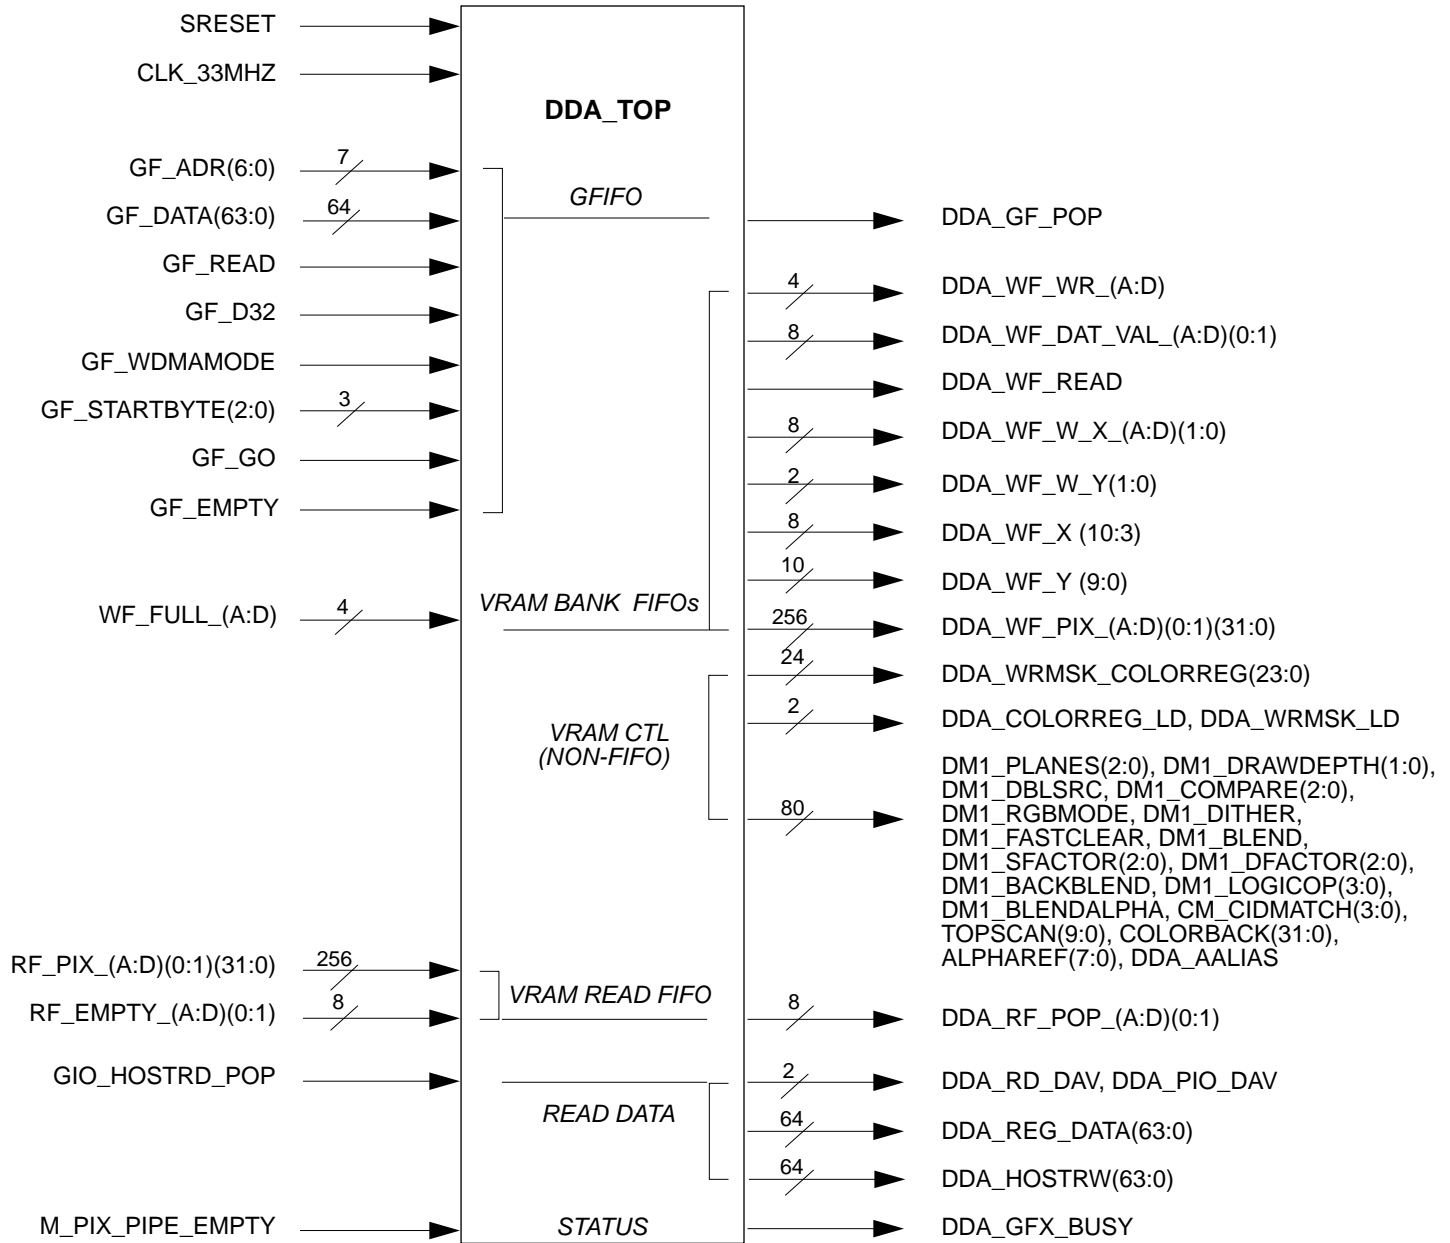 SRESET
CLK_33MHZ
DDA_TOP
GF_ADR(6:0)
7
GF_DATA(63:0)
64
GF_READ
GF_D32
GF_WDMAMODE
GF_STARTBYTE(2:0)
3
GF_GO
GF_EMPTY
GFIFO
DDA_GF_POP
4
DDA_WF_WR_(A:D)
8
DDA_WF_DAT_VAL_(A:D)(0:1)
DDA_WF_READ
8
DDA_WF_W_X_(A:D)(1:0)
2
DDA_WF_W_Y(1:0)
8
DDA_WF_X (10:3)
10
DDA_WF_Y (9:0)
WF_FULL_(A:D)
4
VRAM BANK FIFOs
256
DDA_WF_PIX_(A:D)(0:1)(31:0)
24
DDA_WRMSK_COLORREG(23:0)
2
DDA_COLORREG_LD, DDA_WRMSK_LD
VRAM CTL
(NON-FIFO)
80
DM1_PLANES(2:0), DM1_DRAWDEPTH(1:0),
DM1_DBLSRC, DM1_COMPARE(2:0),
DM1_RGBMODE, DM1_DITHER,
DM1_FASTCLEAR, DM1_BLEND,
DM1_SFACTOR(2:0), DM1_DFACTOR(2:0),
DM1_BACKBLEND, DM1_LOGICOP(3:0),
DM1_BLENDALPHA, CM_CIDMATCH(3:0),
TOPSCAN(9:0), COLORBACK(31:0),
ALPHAREF(7:0), DDA_AALIAS
RF_PIX_(A:D)(0:1)(31:0)
256
RF_EMPTY_(A:D)(0:1)
8
VRAM READ FIFO
8
DDA_RF_POP_(A:D)(0:1)
GIO_HOSTRD_POP
2
DDA_RD_DAV, DDA_PIO_DAV
READ DATA
64
DDA_REG_DATA(63:0)
64
DDA_HOSTRW(63:0)
M_PIX_PIPE_EMPTY
STATUS
DDA_GFX_BUSY